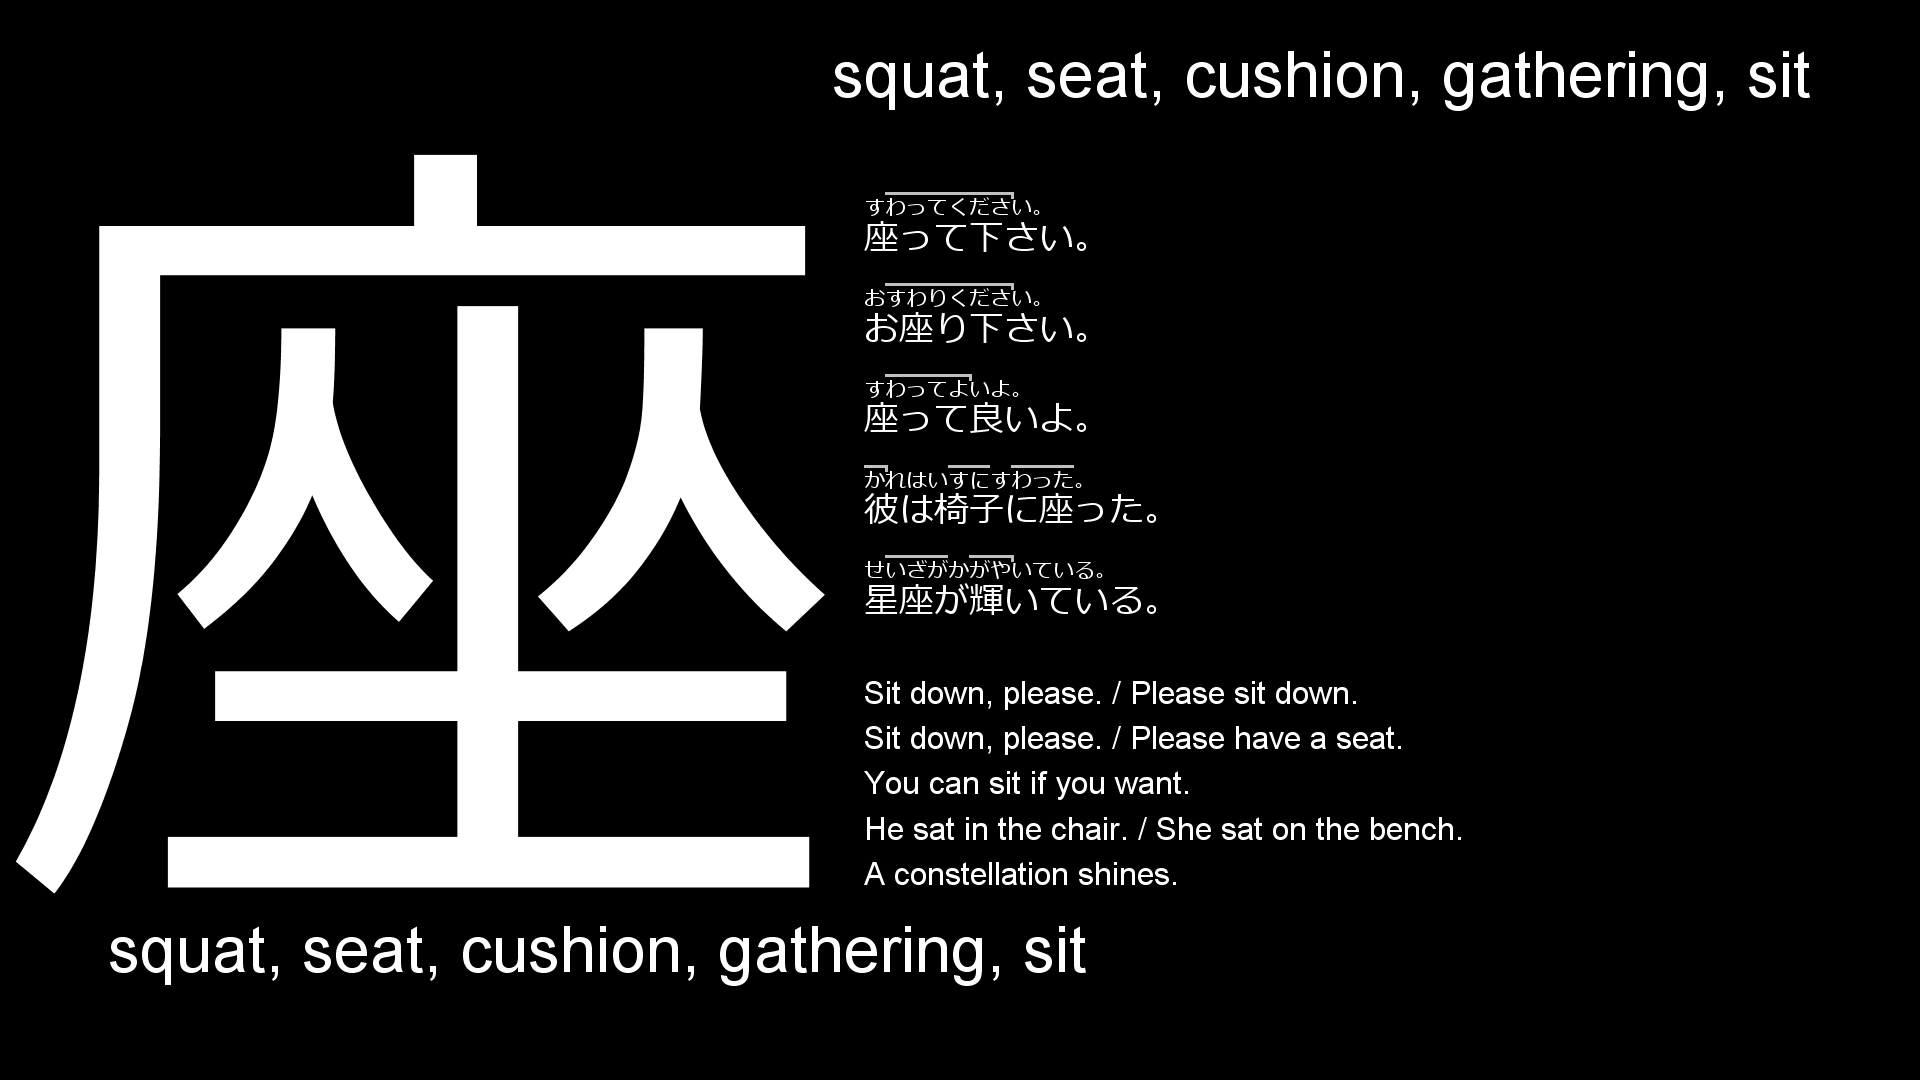 squat, seat, cushion, gathering, sit
座
すわってください。
座って下さい。
おすわりください。
お座り下さい。
すわってよいよ。
座って良いよ。
かれはいすにすわった。
彼は椅子に座った。
せいざがかがやいている。
星座が輝いている。
Sit down, please. / Please sit down.
Sit down, please. / Please have a seat.
You can sit if you want.
He sat in the chair. / She sat on the bench.
A constellation shines.
squat, seat, cushion, gathering, sit